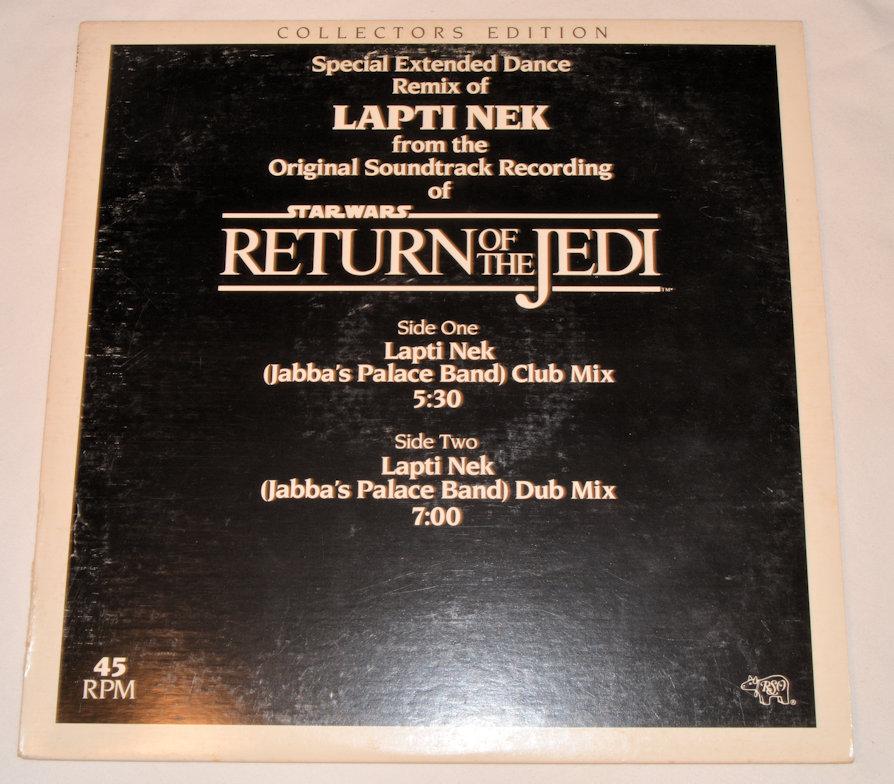 COLLECTORS EDITION
Special Extended Dance
Remix of
LAPTI NEK
from the
Original Soundtrack Recording
of
STAR WARS
RETURN OF THE JEDI
TM
Side One
Lapti Nek
(Jabba's Palace Band) Club Mix
5:30
Side Two
Lapti Nek
(Jabba's Palace Band) Dub Mix
7:00
45
RPM
RSO
®